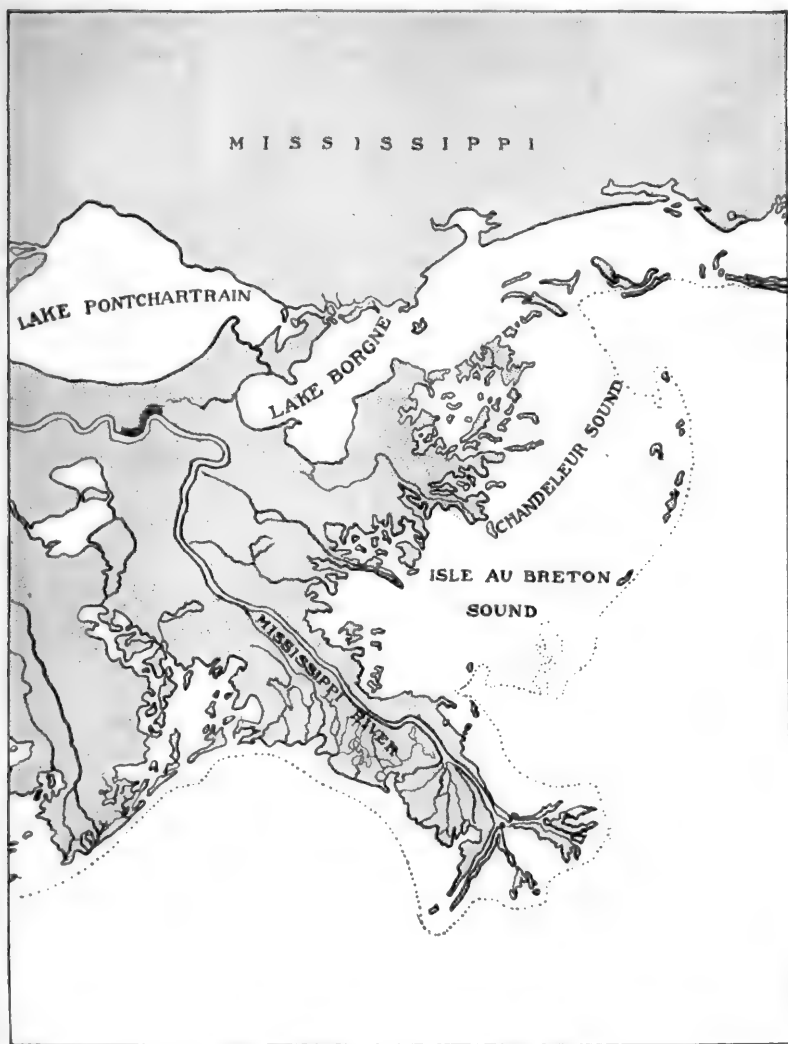 MISSISSIPPI
LAKE PONTCHARTRAIN
LAKE BORGNE
CHANDELEUR SOUND
ISLE AU BRETON
SOUND
MISSISSIPPI RIVER